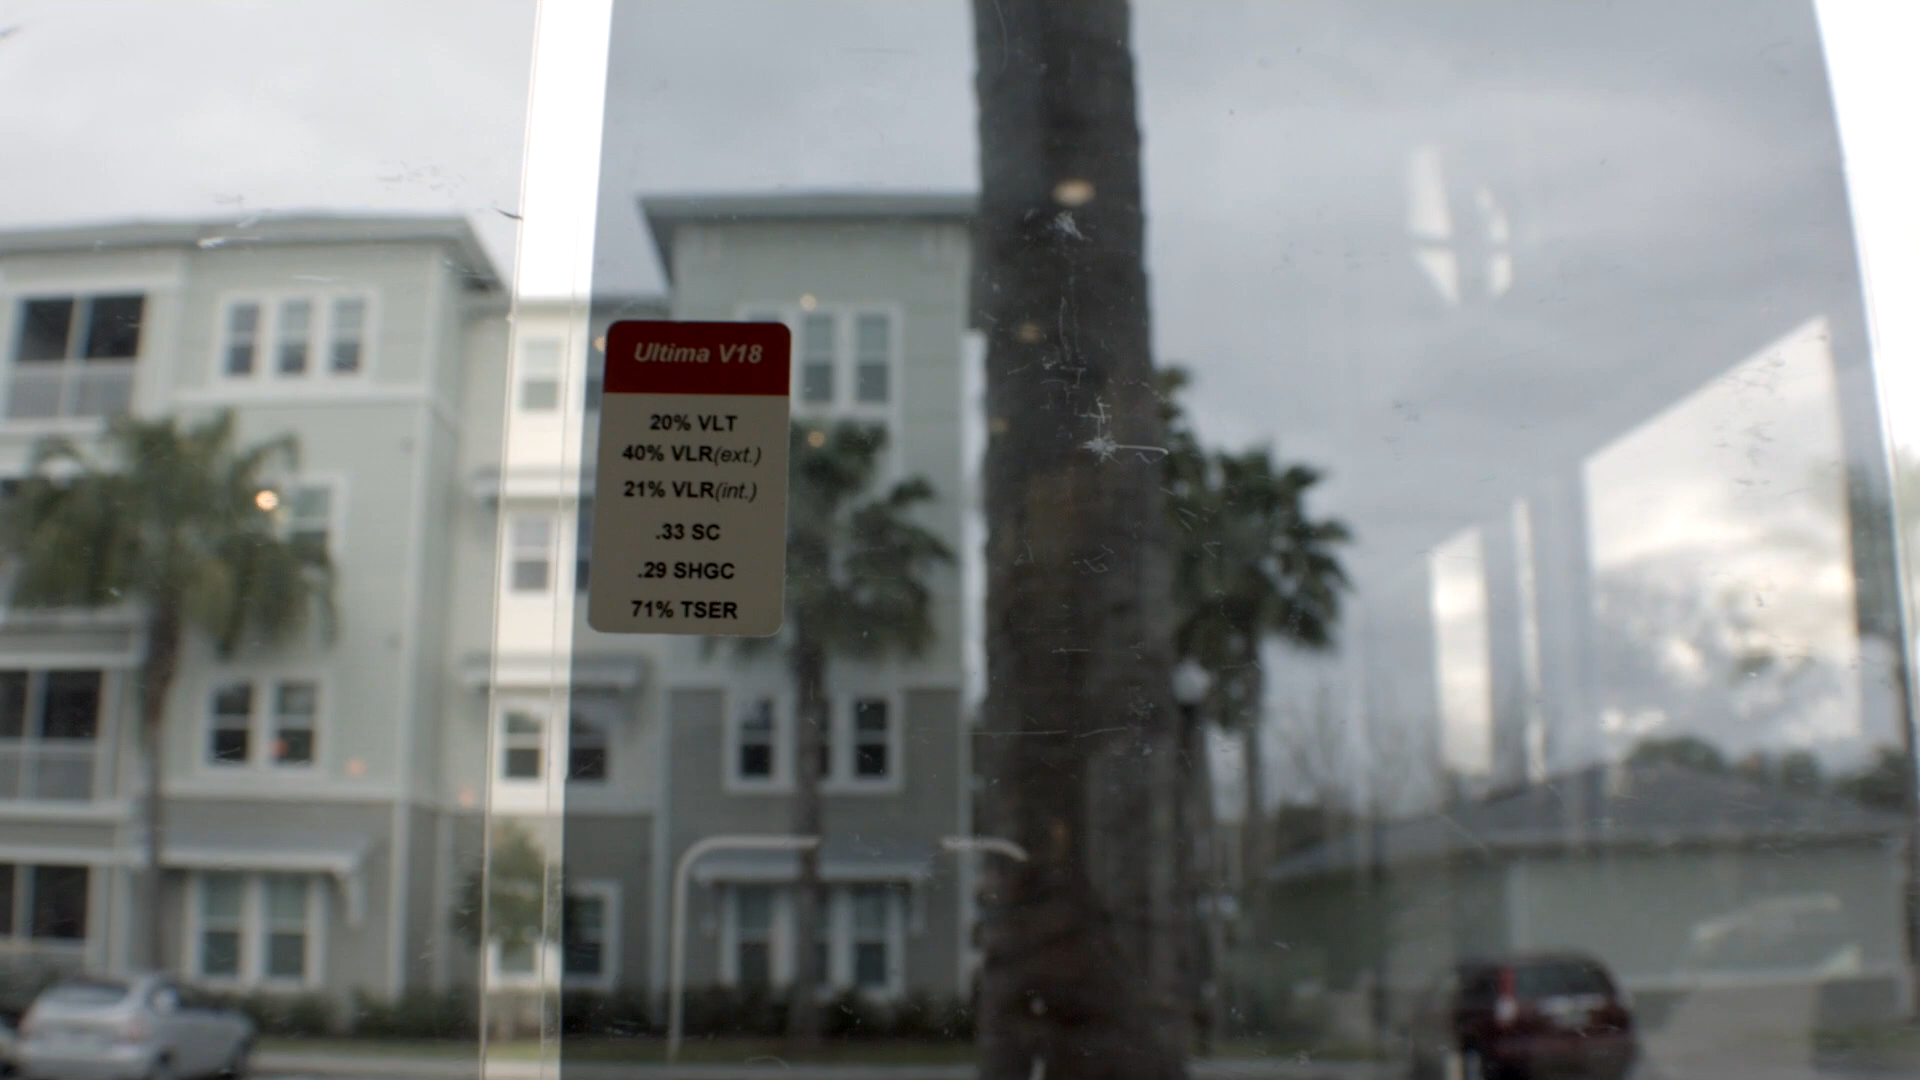 Ultima V18
20% VLT
40% VLR(ext.)
21% VLR(int.)
.33 SC
.29 SHGC
71% TSER